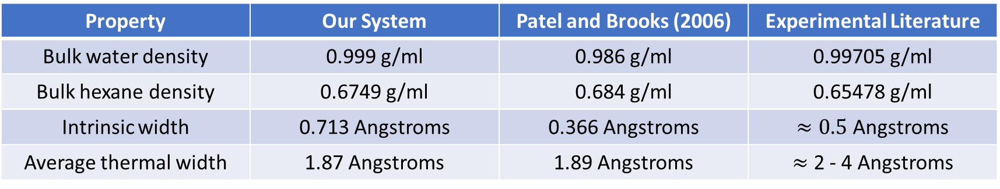 Property Our System Patel and Brooks (2006) Experimental Literature
Bulk water density 0.999 g/ml 0.986 g/ml 0.99705 g/ml
Bulk hexane density 0.6749 g/ml 0.684 g/ml 0.65478 g/ml
Intrinsic width 0.713 Angstroms 0.366 Angstroms ≈ 0.5 Angstroms
Average thermal width 1.87 Angstroms 1.89 Angstroms ≈ 2 - 4 Angstroms